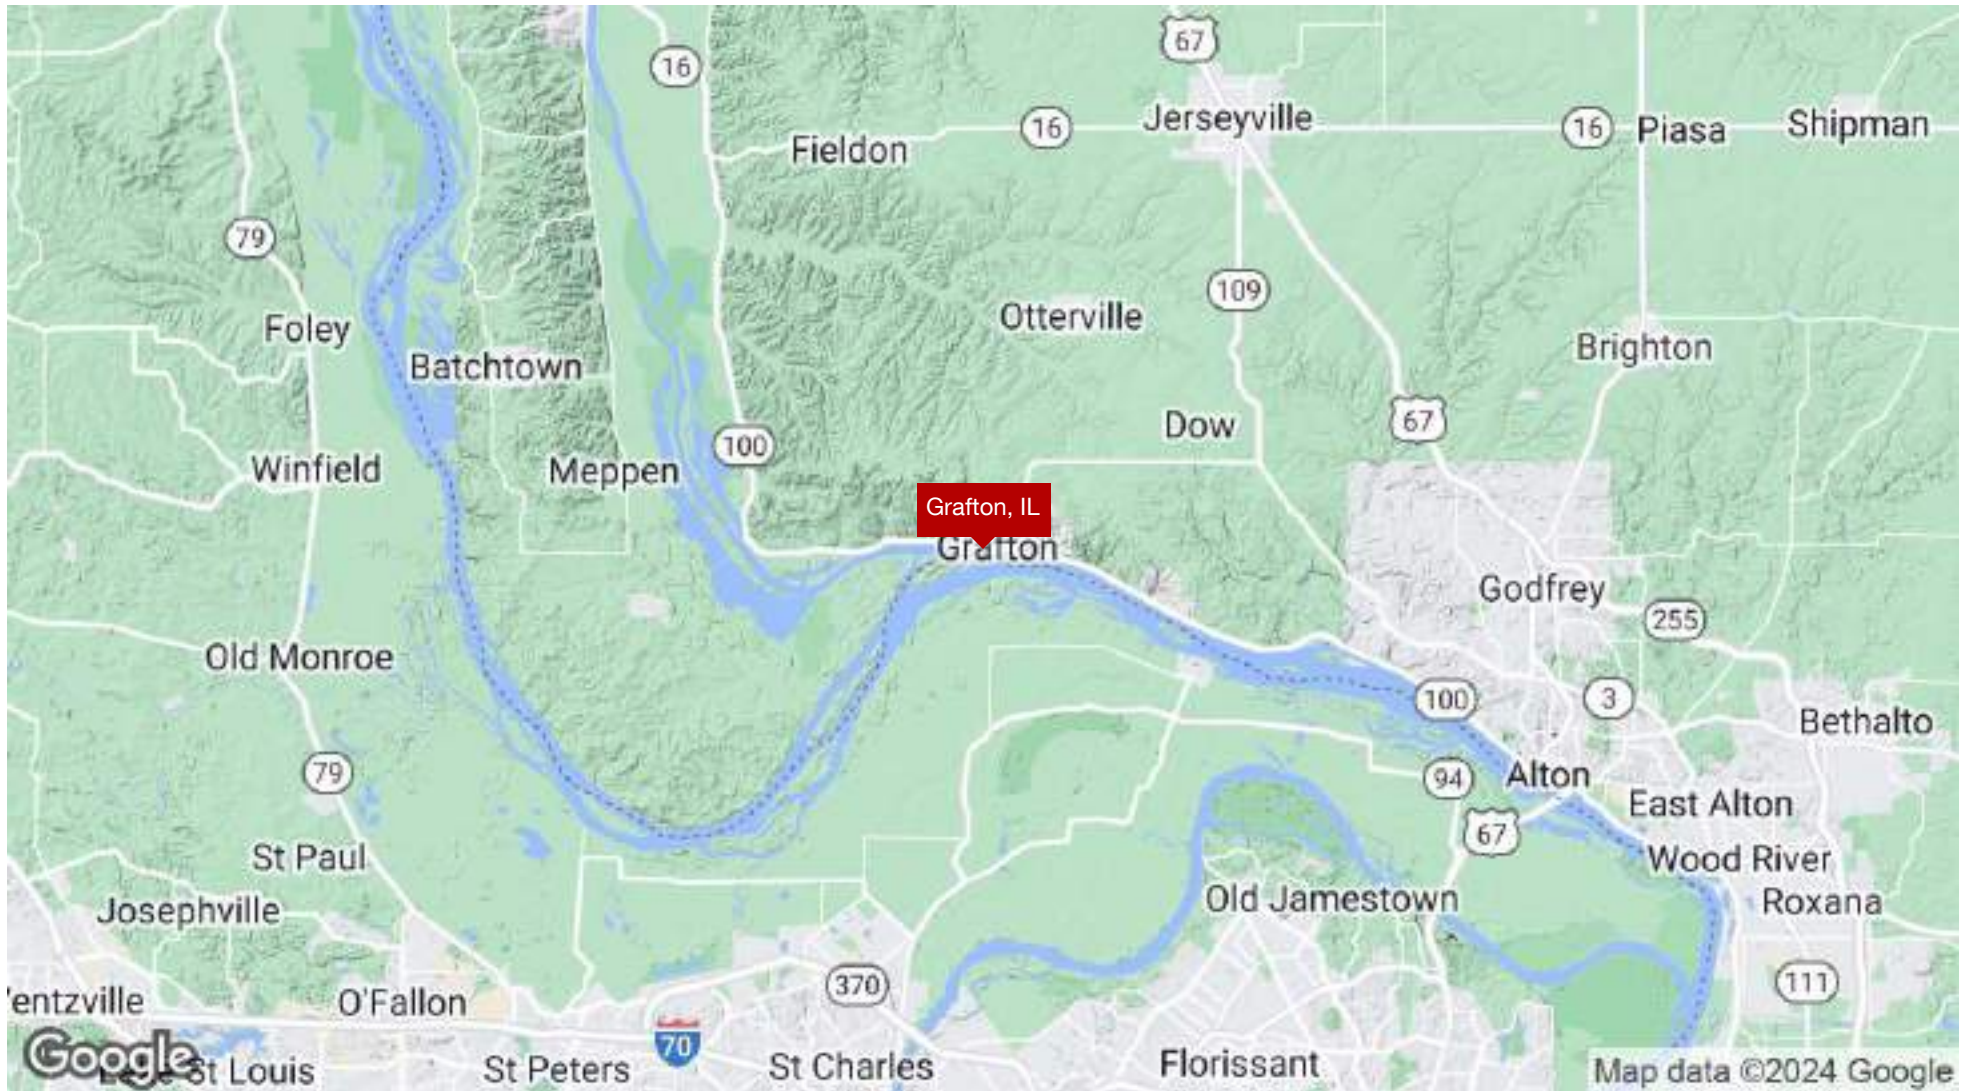 67
16
Jerseyville
16
16
Piasa
Shipman
Fieldon
79
109
Otterville
Foley
Brighton
Batchtown
67
Dow
100
Winfield
Meppen
Grafton, IL
Grafton
Godfrey
255
Old Monroe
100
3
Bethalto
79
94
Alton
East Alton
67
St Paul
Wood River
Old Jamestown
Roxana
Josephville
370
111
'entzville
O'Fallon
70
Google
St Louis
St Peters
St Charles
Florissant
Map data ©2024 Google